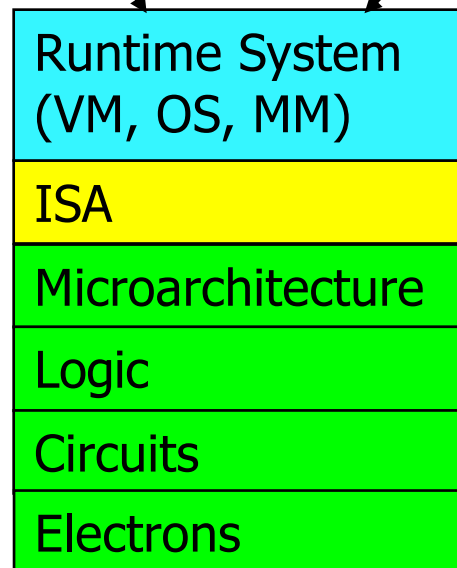 Runtime System
(VM, OS, MM)
ISA
Microarchitecture
Logic
Circuits
Electrons